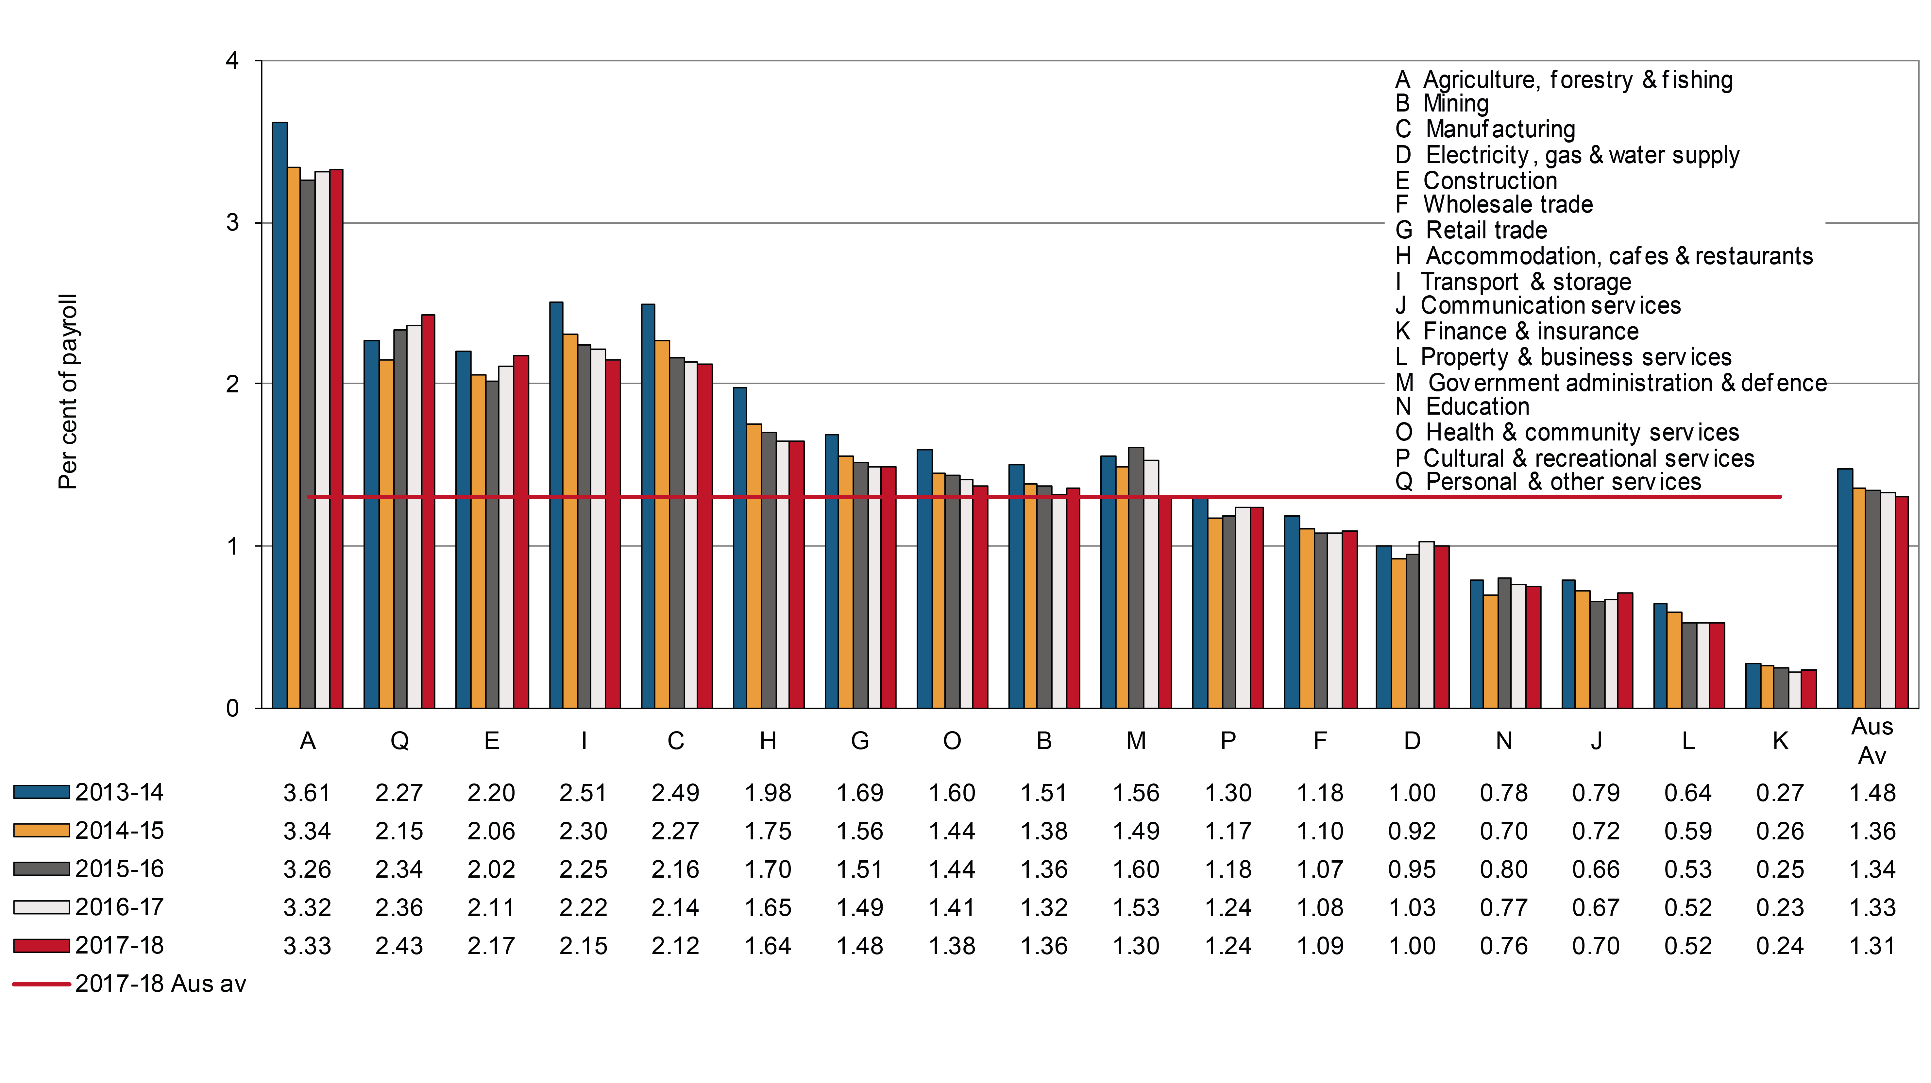 4
3
2
1
0
Per cent of payroll
A Agriculture, forestry & fishing
B Mining
C Manufacturing
D Electricity, gas & water supply
E Construction
F Wholesale trade
G Retail trade
H Accommodation, cafes & restaurants
I Transport & storage
J Communication services
K Finance & insurance
L Property & business services
M Government administration & defence
N Education
O Health & community services
P Cultural & recreational services
Q Personal & other services
A Q E I C H G O B M P F D N J L K Aus
Av
2013-14 3.61 2.27 2.20 2.51 2.49 1.98 1.69 1.60 1.51 1.56 1.30 1.18 1.00 0.78 0.79 0.64 0.27 1.48
2014-15 3.34 2.15 2.06 2.30 2.27 1.75 1.56 1.44 1.38 1.49 1.17 1.10 0.92 0.70 0.72 0.59 0.26 1.36
2015-16 3.26 2.34 2.02 2.25 2.16 1.70 1.51 1.44 1.36 1.60 1.18 1.07 0.95 0.80 0.66 0.53 0.25 1.34
2016-17 3.32 2.36 2.11 2.22 2.14 1.65 1.49 1.41 1.32 1.53 1.24 1.08 1.03 0.77 0.67 0.52 0.23 1.33
2017-18 3.33 2.43 2.17 2.15 2.12 1.64 1.48 1.38 1.36 1.30 1.24 1.09 1.00 0.76 0.70 0.52 0.24 1.31
2017-18 Aus av